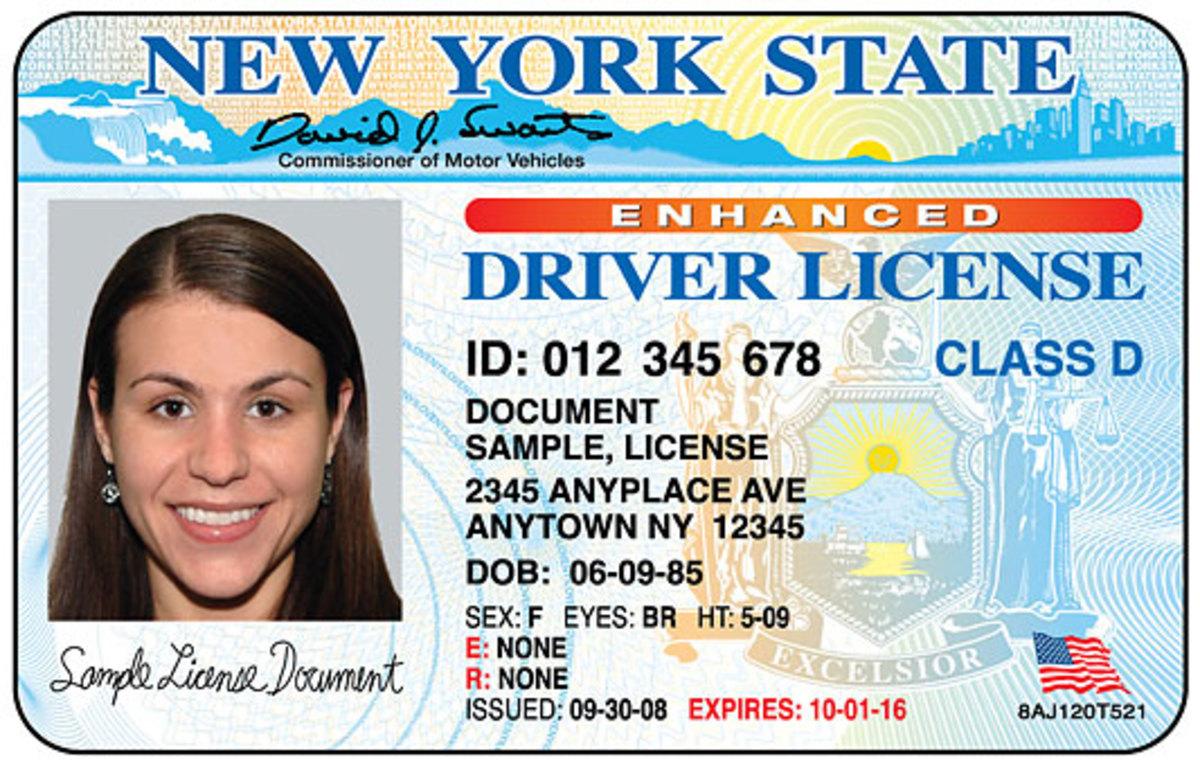 NEW YORK STATE
David J. Swarts
Commissioner of Motor Vehicles
ENHANCED
DRIVER LICENSE
ID: 012 345 678 CLASS D
DOCUMENT
SAMPLE, LICENSE
2345 ANYPLACE AVE
ANYTOWN NY 12345
DOB: 06-09-85
SEX: F EYES: BR HT: 5-09
E: NONE
R: NONE
ISSUED: 09-30-08 EXPIRES: 10-01-16
EXCELSIOR
8AJ120T521
Sample License Document